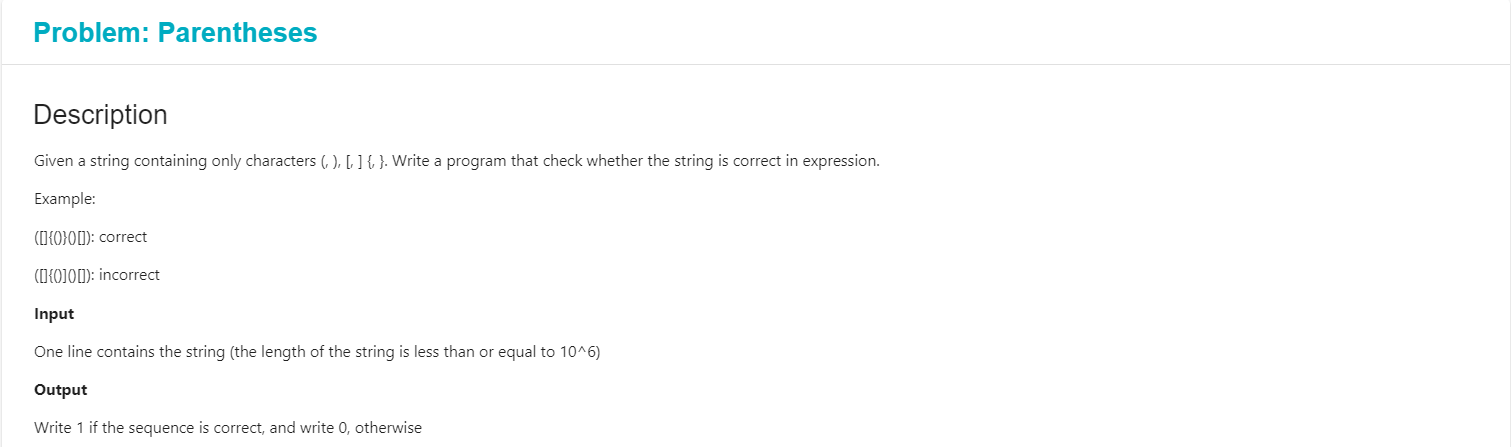 Problem: Parentheses
Description
Given a string containing only characters (, ), [, ] {, }. Write a program that check whether the string is correct in expression.
Example:
([]{()}()[]): correct
([]{()]()[]): incorrect
Input
One line contains the string (the length of the string is less than or equal to 10^6)
Output
Write 1 if the sequence is correct, and write 0, otherwise